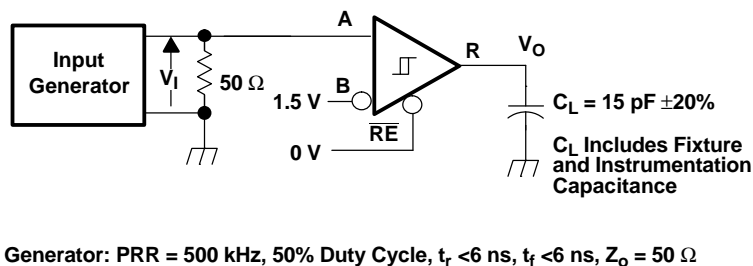 Input
Generator
V_I
50 Ω
A
B
1.5 V
R͞E͞
0 V
R
V_O
C_L = 15 pF ±20%
C_L Includes Fixture
and Instrumentation
Capacitance
Generator: PRR = 500 kHz, 50% Duty Cycle, t_r <6 ns, t_f <6 ns, Z_o = 50 Ω